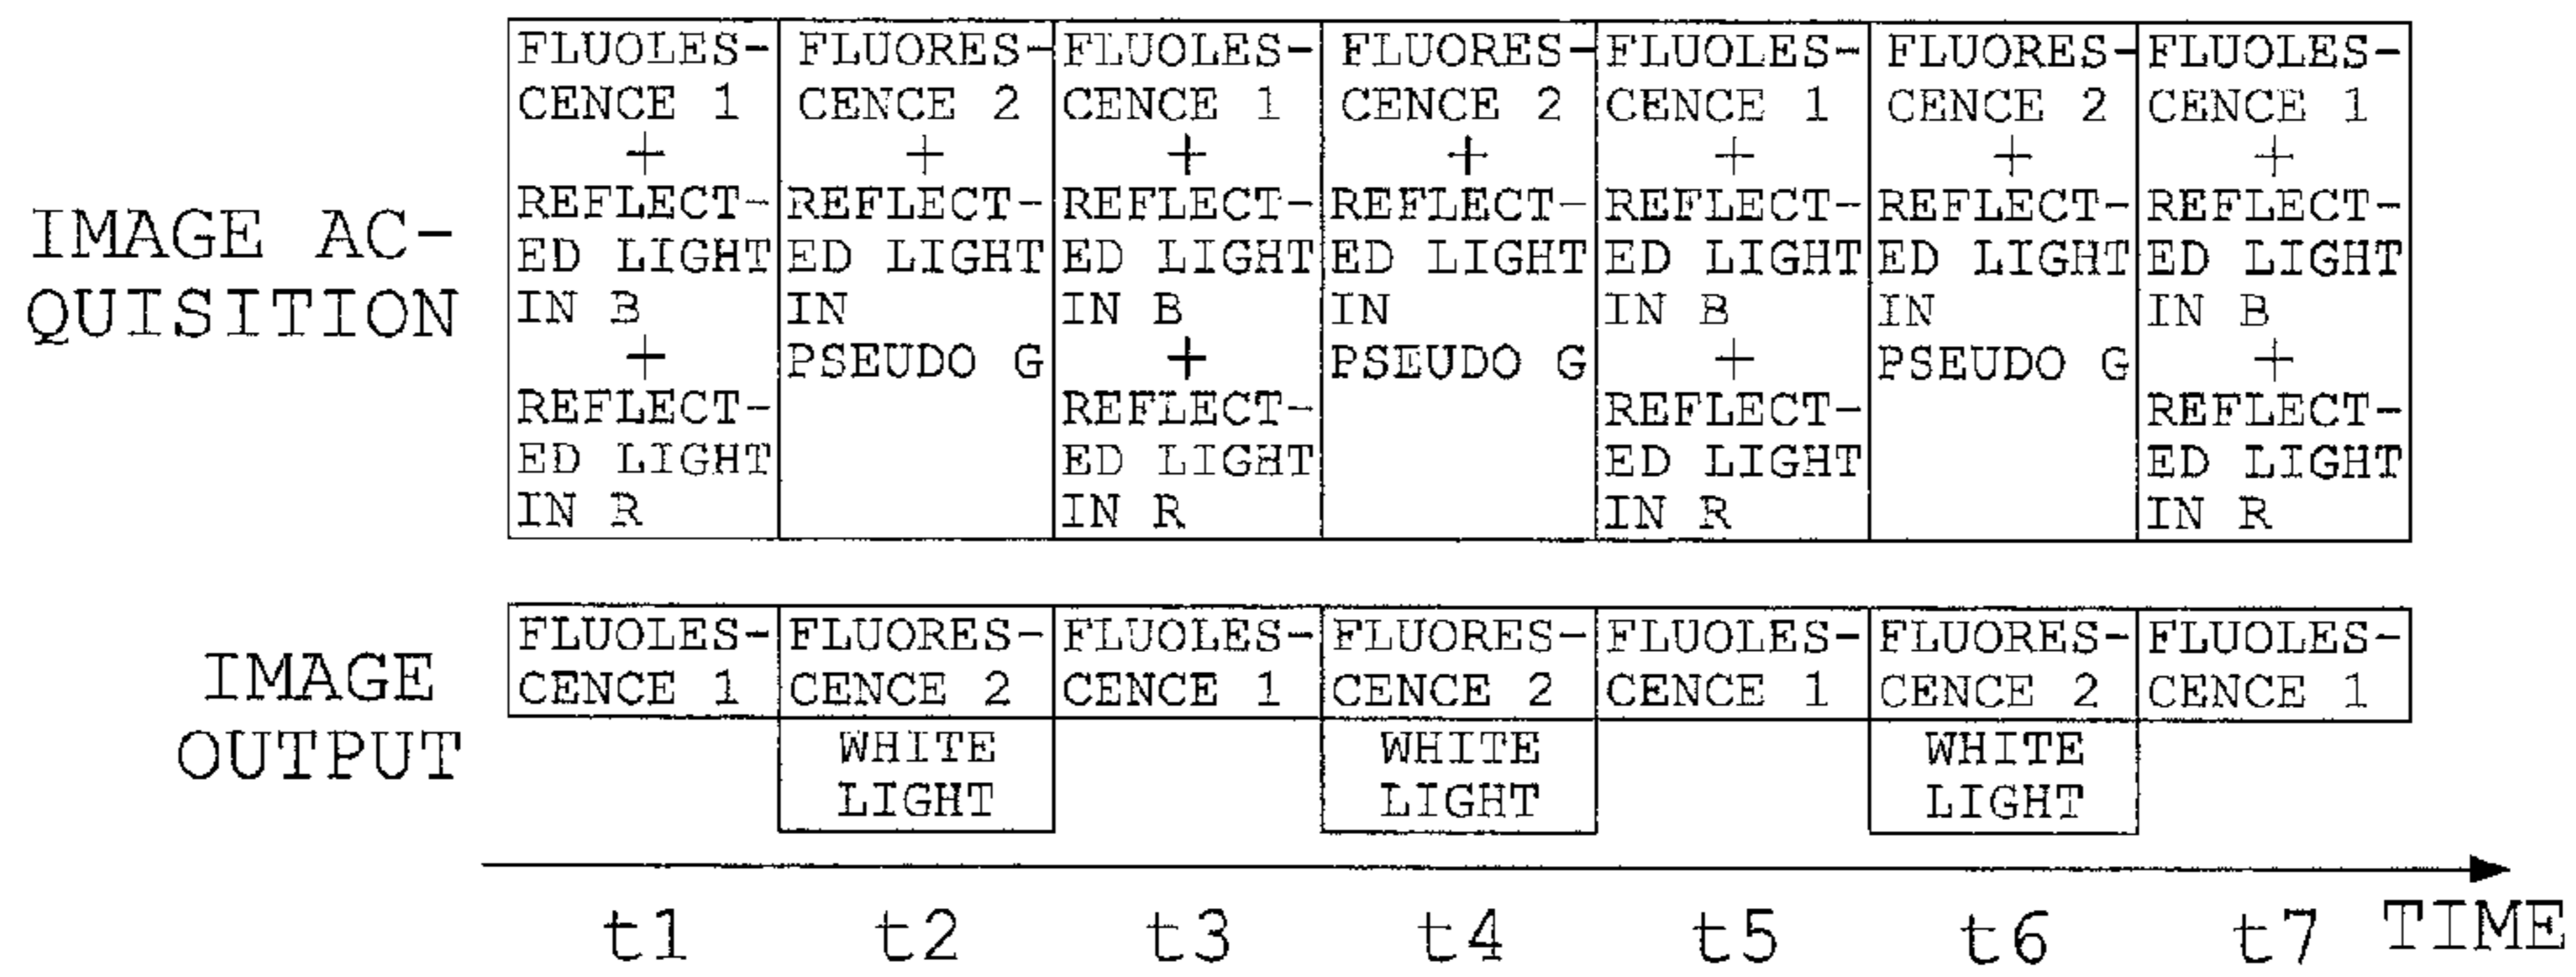 IMAGE AC-
QUISITION
FLUOLES-
CENCE 1
+
REFLECT-
ED LIGHT
IN B
+
REFLECT-
ED LIGHT
IN R
FLUORES-
CENCE 2
+
REFLECT-
ED LIGHT
IN
PSEUDO G
FLUOLES-
CENCE 1
+
REFLECT-
ED LIGHT
IN B
+
REFLECT-
ED LIGHT
IN R
FLUORES-
CENCE 2
+
REFLECT-
ED LIGHT
IN
PSEUDO G
FLUOLES-
CENCE 1
+
REFLECT-
ED LIGHT
IN B
+
REFLECT-
ED LIGHT
IN R
FLUORES-
CENCE 2
+
REFLECT-
ED LIGHT
IN
PSEUDO G
FLUOLES-
CENCE 1
+
REFLECT-
ED LIGHT
IN B
+
REFLECT-
ED LIGHT
IN R
IMAGE
OUTPUT
FLUOLES-
CENCE 1
FLUORES-
CENCE 2
WHITE
LIGHT
FLUOLES-
CENCE 1
FLUORES-
CENCE 2
WHITE
LIGHT
FLUOLES-
CENCE 1
FLUORES-
CENCE 2
WHITE
LIGHT
FLUOLES-
CENCE 1
t1 t2 t3 t4 t5 t6 t7 TIME